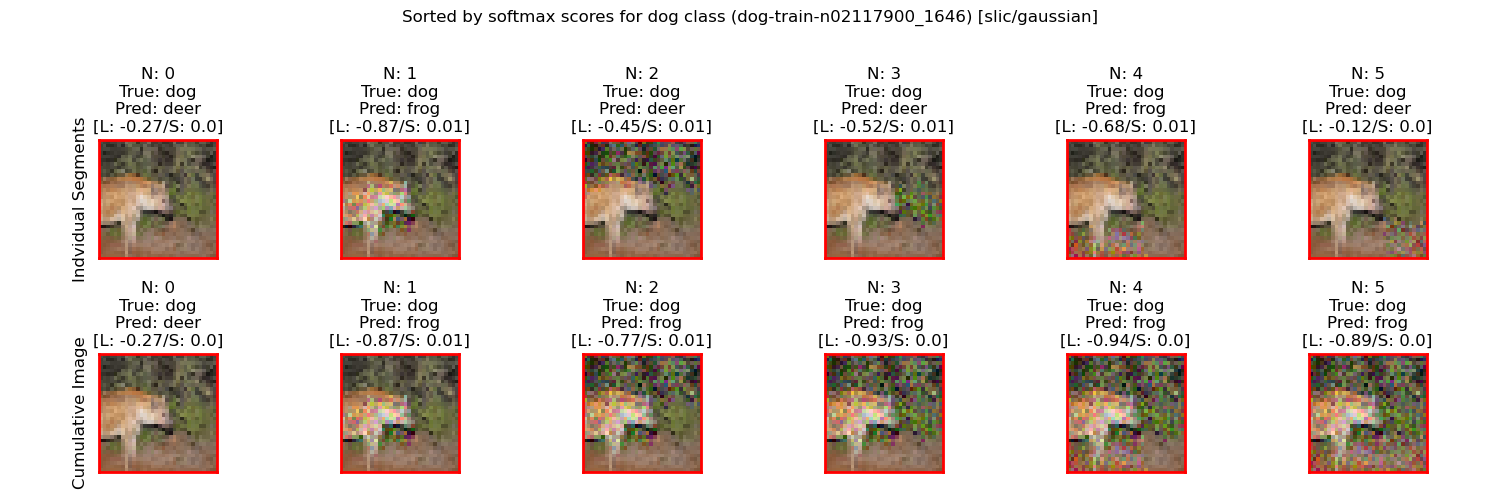 Sorted by softmax scores for dog class (dog-train-n02117900_1646) [slic/gaussian]
Indvidual Segments
N: 0
True: dog
Pred: deer
[L: -0.27/S: 0.0]
N: 1
True: dog
Pred: frog
[L: -0.87/S: 0.01]
N: 2
True: dog
Pred: deer
[L: -0.45/S: 0.01]
N: 3
True: dog
Pred: deer
[L: -0.52/S: 0.01]
N: 4
True: dog
Pred: frog
[L: -0.68/S: 0.01]
N: 5
True: dog
Pred: deer
[L: -0.12/S: 0.0]
Cumulative Image
N: 0
True: dog
Pred: deer
[L: -0.27/S: 0.0]
N: 1
True: dog
Pred: frog
[L: -0.87/S: 0.01]
N: 2
True: dog
Pred: frog
[L: -0.77/S: 0.01]
N: 3
True: dog
Pred: frog
[L: -0.93/S: 0.0]
N: 4
True: dog
Pred: frog
[L: -0.94/S: 0.0]
N: 5
True: dog
Pred: frog
[L: -0.89/S: 0.0]